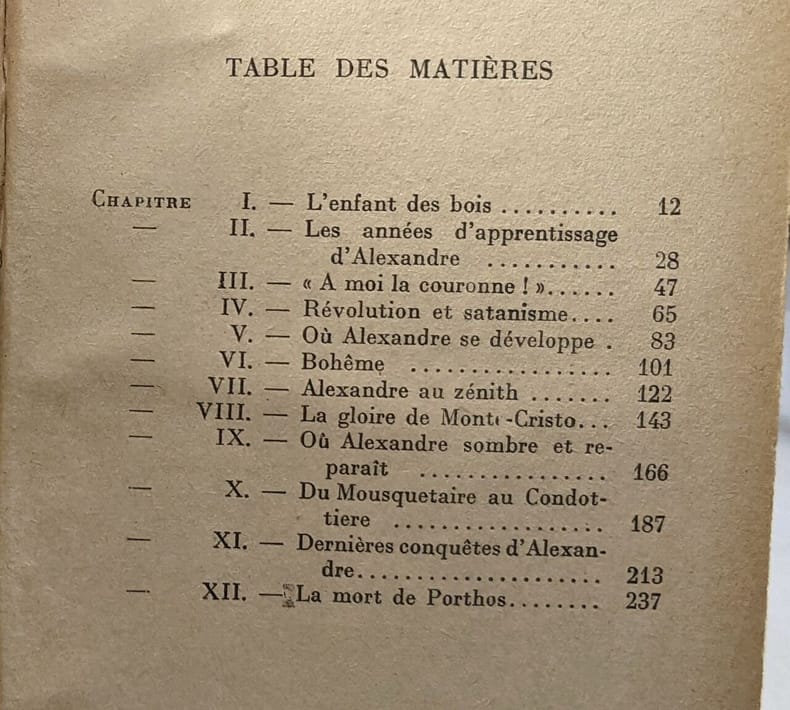 TABLE DES MATIÈRES
CHAPITRE I. — L'enfant des bois .......... 12
— II. — Les années d'apprentissage
d'Alexandre ........... 28
— III. — « A moi la couronne ! »...... 47
— IV. — Révolution et satanisme.... 65
— V. — Où Alexandre se développe . 83
— VI. — Bohême ................ 101
— VII. — Alexandre au zénith ....... 122
— VIII. — La gloire de Monte-Cristo... 143
— IX. — Où Alexandre sombre et re-
paraît ................ 166
— X. — Du Mousquetaire au Condot-
tiere .................. 187
— XI. — Dernières conquêtes d'Alexan-
dre..................... 213
— XII. — La mort de Porthos........ 237